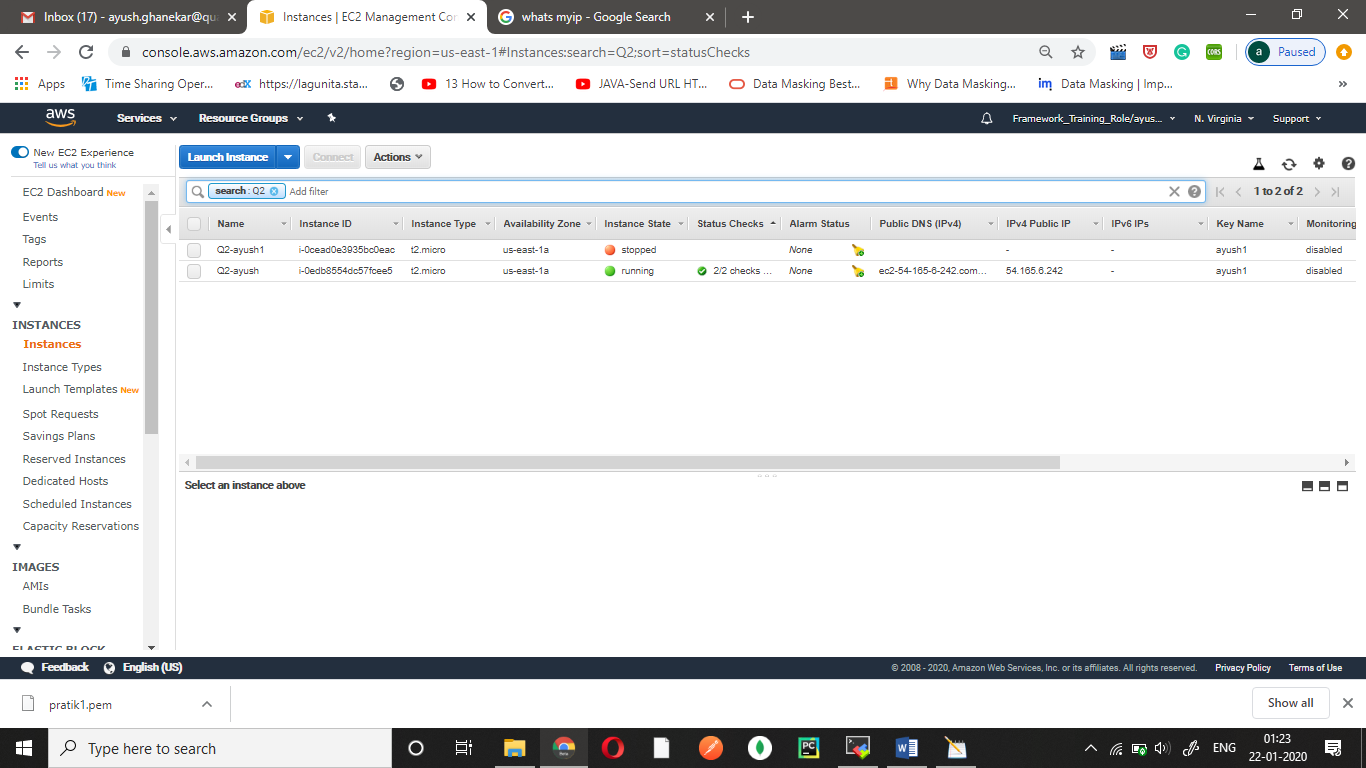 Inbox (17) - ayush.ghanekar@qu
Instances | EC2 Management Con
whats myip - Google Search
console.aws.amazon.com/ec2/v2/home?region=us-east-1#Instances:search=Q2;sort=statusChecks
CORS
a Paused
Apps
Time Sharing Oper...
edX https://lagunita.sta...
13 How to Convert...
JAVA-Send URL HT...
Data Masking Best...
Why Data Masking...
im Data Masking | Imp...
»
aws
Services
Resource Groups
Framework_Training_Role/ayus...
N. Virginia
Support
New EC2 Experience
Tell us what you think
Launch Instance
Connect
Actions
search : Q2
Add filter
1 to 2 of 2
Name Instance ID Instance Type Availability Zone Instance State Status Checks Alarm Status Public DNS (IPv4) IPv4 Public IP IPv6 IPs Key Name Monitoring
Q2-ayush1 i-0cead0e3935bc0eac t2.micro us-east-1a stopped None - - ayush1 disabled
Q2-ayush i-0edb8554dc57fcee5 t2.micro us-east-1a running 2/2 checks ... None ec2-54-165-6-242.com... 54.165.6.242 - ayush1 disabled
EC2 Dashboard New
Events
Tags
Reports
Limits
INSTANCES
Instances
Instance Types
Launch Templates New
Spot Requests
Savings Plans
Reserved Instances
Dedicated Hosts
Scheduled Instances
Capacity Reservations
IMAGES
AMIs
Bundle Tasks
ELASTIC BLOCK
Select an instance above
Feedback
English (US)
© 2008 - 2020, Amazon Web Services, Inc. or its affiliates. All rights reserved.
Privacy Policy
Terms of Use
pratik1.pem
Show all
Type here to search
PC
W
ENG
01:23
22-01-2020